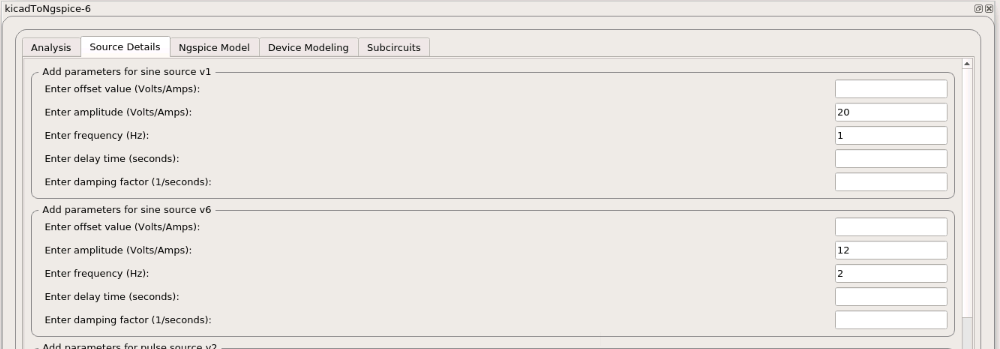 kicadToNgspice-6
Analysis Source Details Ngspice Model Device Modeling Subcircuits
Add parameters for sine source v1
Enter offset value (Volts/Amps):
Enter amplitude (Volts/Amps): 20
Enter frequency (Hz): 1
Enter delay time (seconds):
Enter damping factor (1/seconds):
Add parameters for sine source v6
Enter offset value (Volts/Amps):
Enter amplitude (Volts/Amps): 12
Enter frequency (Hz): 2
Enter delay time (seconds):
Enter damping factor (1/seconds):
Add parameters for pulse source v2